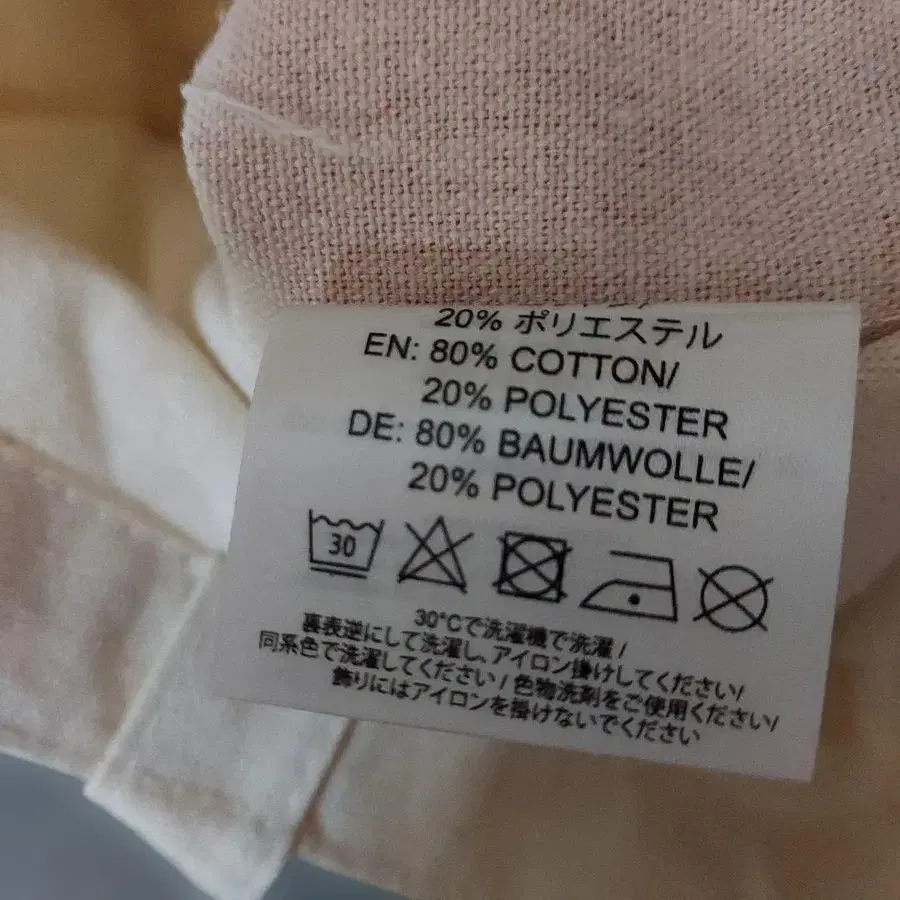 20% ポリエステル
EN: 80% COTTON/
20% POLYESTER
DE: 80% BAUMWOLLE/
20% POLYESTER
30
30°Cで洗濯機で洗濯 /
裏表逆にして洗濯し、アイロン掛けしてください/
同系色で洗濯してください / 色物洗剤をご使用ください/
飾りにはアイロンを掛けないでください